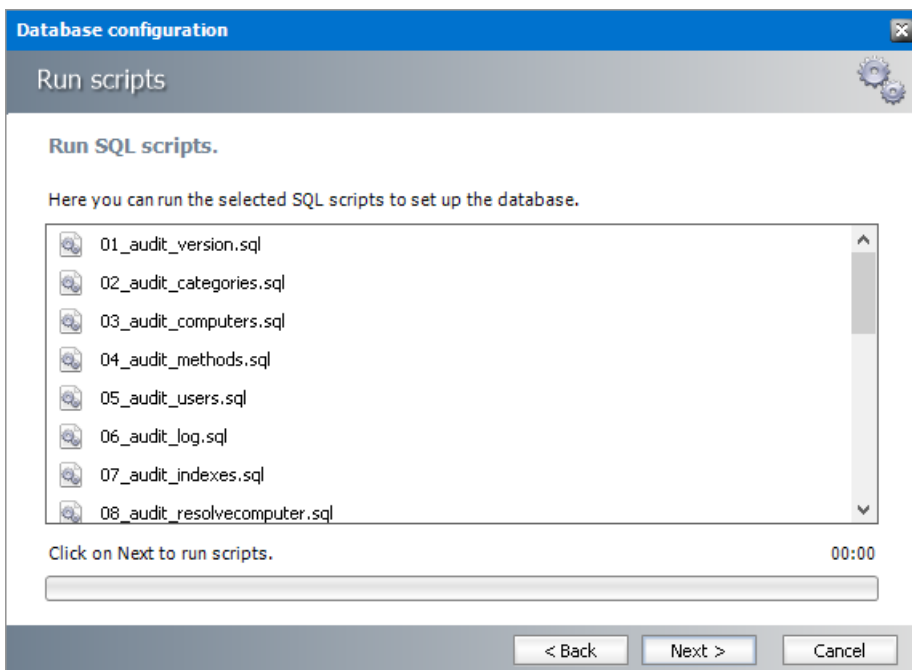 Database configuration
Run scripts
Run SQL scripts.
Here you can run the selected SQL scripts to set up the database.
01_audit_version.sql
02_audit_categories.sql
03_audit_computers.sql
04_audit_methods.sql
05_audit_users.sql
06_audit_log.sql
07_audit_indexes.sql
08_audit_resolvecomputer.sql
Click on Next to run scripts. 00:00
< Back Next > Cancel